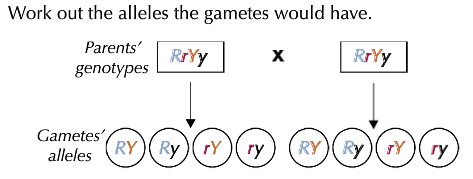 Work out the alleles the gametes would have.
Parents' genotypes RrYy x RrYy
Gametes' alleles RY Ry rY ry RY Ry rY ry